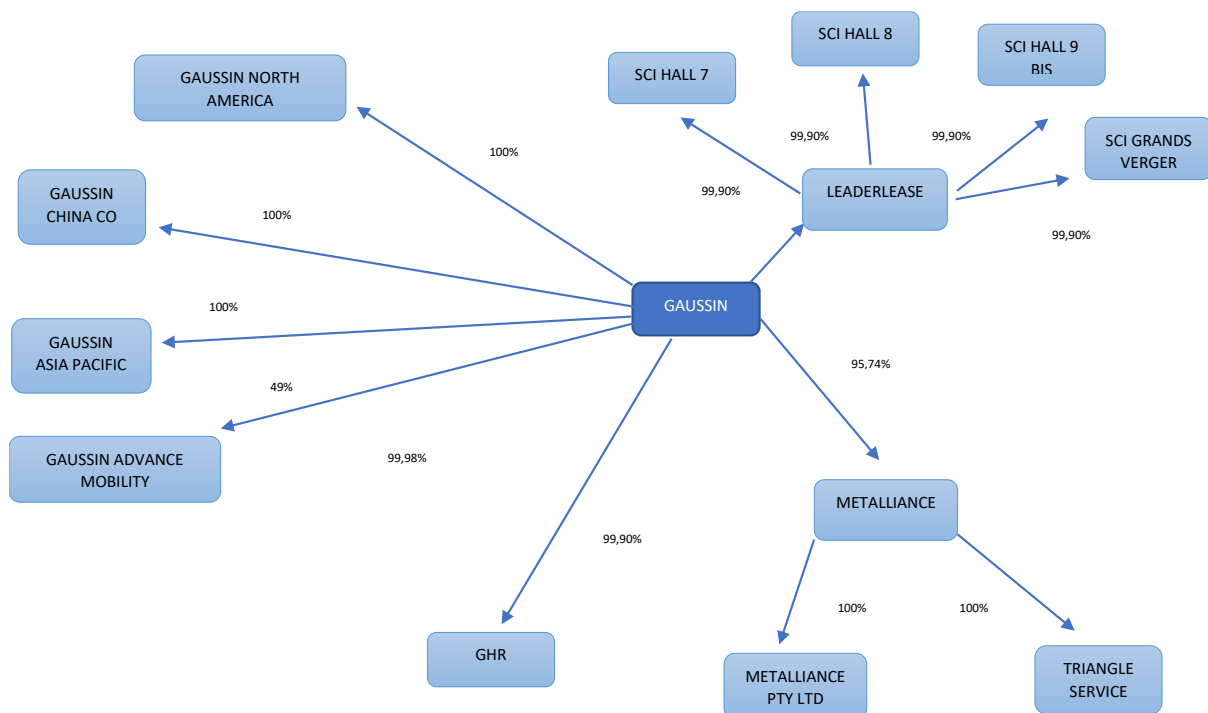 SCI HALL 8
SCI HALL 9
BIS
SCI HALL 7
GAUSSIN NORTH
AMERICA
SCI GRANDS
VERGER
99,90%
99,90%
100%
99,90%
LEADERLEASE
GAUSSIN
CHINA CO
100%
99,90%
100%
GAUSSIN
GAUSSIN
ASIA PACIFIC
95,74%
49%
GAUSSIN ADVANCE
MOBILITY
99,98%
METALLIANCE
99,90%
100%
100%
GHR
METALLIANCE
PTY LTD
TRIANGLE
SERVICE